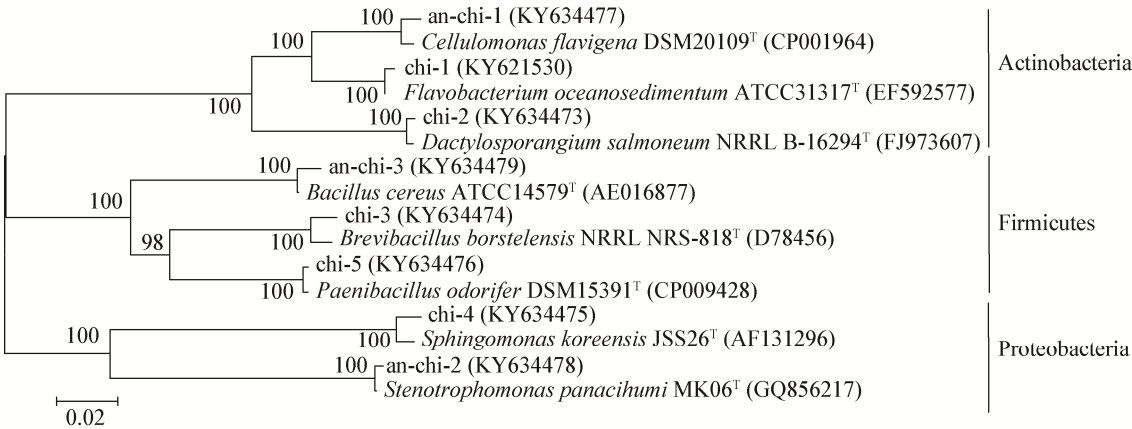 100
an-chi-1 (KY634477)
100
Cellulomonas flavigena DSM20109ᵀ (CP001964)
Actinobacteria
chi-1 (KY621530)
100
Flavobacterium oceanosedimentum ATCC31317ᵀ (EF592577)
100
100
chi-2 (KY634473)
Dactylosporangium salmoneum NRRL B-16294ᵀ (FJ973607)
100
an-chi-3 (KY634479)
100
Bacillus cereus ATCC14579ᵀ (AE016877)
Firmicutes
chi-3 (KY634474)
98
100
Brevibacillus borstelensis NRRL NRS-818ᵀ (D78456)
chi-5 (KY634476)
100
Paenibacillus odorifer DSM15391ᵀ (CP009428)
chi-4 (KY634475)
100
100
Sphingomonas koreensis JSS26ᵀ (AF131296)
Proteobacteria
100
an-chi-2 (KY634478)
Stenotrophomonas panacihumi MK06ᵀ (GQ856217)
0.02